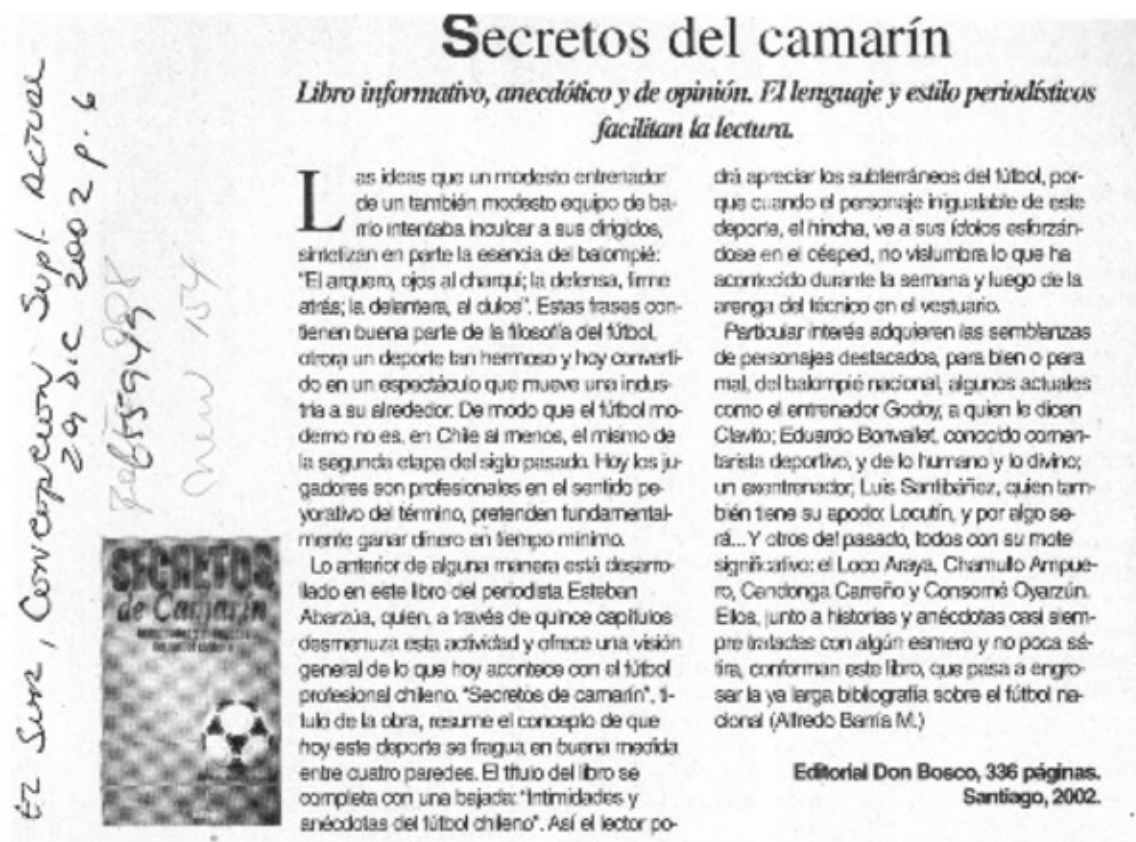 Secretos del camarín
Libro informativo, anecdótico y de opinión. El lenguaje y estilo periodísticos
facilitan la lectura.
Las ideas que un modesto entrenador
de un también modesto equipo de ba-
rrio intentaba inculcar a sus dirigidos,
sintetizan en parte la esencia del balompié:
"El arquero, ojos al charqui; la defensa, firme
atrás; la delantera, al dulos". Estas frases con-
tienen buena parte de la filosofía del fútbol,
otrora un deporte tan hermoso y hoy converti-
do en un espectáculo que mueve una indus-
tria a su alrededor. De modo que el fútbol mo-
derno no es, en Chile al menos, el mismo de
la segunda etapa del siglo pasado. Hoy los ju-
gadores son profesionales en el sentido pe-
yorativo del término, pretenden fundamental-
mente ganar dinero en tiempo mínimo.
Lo anterior de alguna manera está desarro-
llado en este libro del periodista Esteban
Abarzúa, quien, a través de quince capítulos
desmenuza esta actividad y ofrece una visión
general de lo que hoy acontece con el fútbol
profesional chileno. "Secretos de camarín", tí-
tulo de la obra, resume el concepto de que
hoy este deporte se fragua en buena medida
entre cuatro paredes. El título del libro se
completa con una bajada: "Intimidades y
anécdotas del fútbol chileno". Así el lector po-
drá apreciar los subterráneos del fútbol, por-
que cuando el personaje inigualable de este
deporte, el hincha, ve a sus ídolos esforzán-
dose en el césped, no vislumbra lo que ha
acontecido durante la semana y luego de la
arenga del técnico en el vestuario.
Particular interés adquieren las semblanzas
de personajes destacados, para bien o para
mal, del balompié nacional, algunos actuales
como el entrenador Godoy, a quien le dicen
Clavito; Eduardo Bonvallet, conocido comen-
tarista deportivo, y de lo humano y lo divino;
un exentrenador, Luis Santibáñez, quien tam-
bién tiene su apodo: Locutín, y por algo se-
rá... Y otros del pasado, todos con su mote
significativo: el Loco Araya, Chamullo Ampue-
ro, Candonga Carreño y Consomé Oyarzún.
Ellos, junto a historias y anécdotas casi siem-
pre tratadas con algún esmero y no poca sá-
tira, conforman este libro, que pasa a engro-
sar la ya larga bibliografía sobre el fútbol na-
cional (Alfredo Barría M.)
Editorial Don Bosco, 336 páginas.
Santiago, 2002.
El Sur, Concepción Supl. Actual
29 Dic 2002 p. 6
SECRETOS
de Camarín